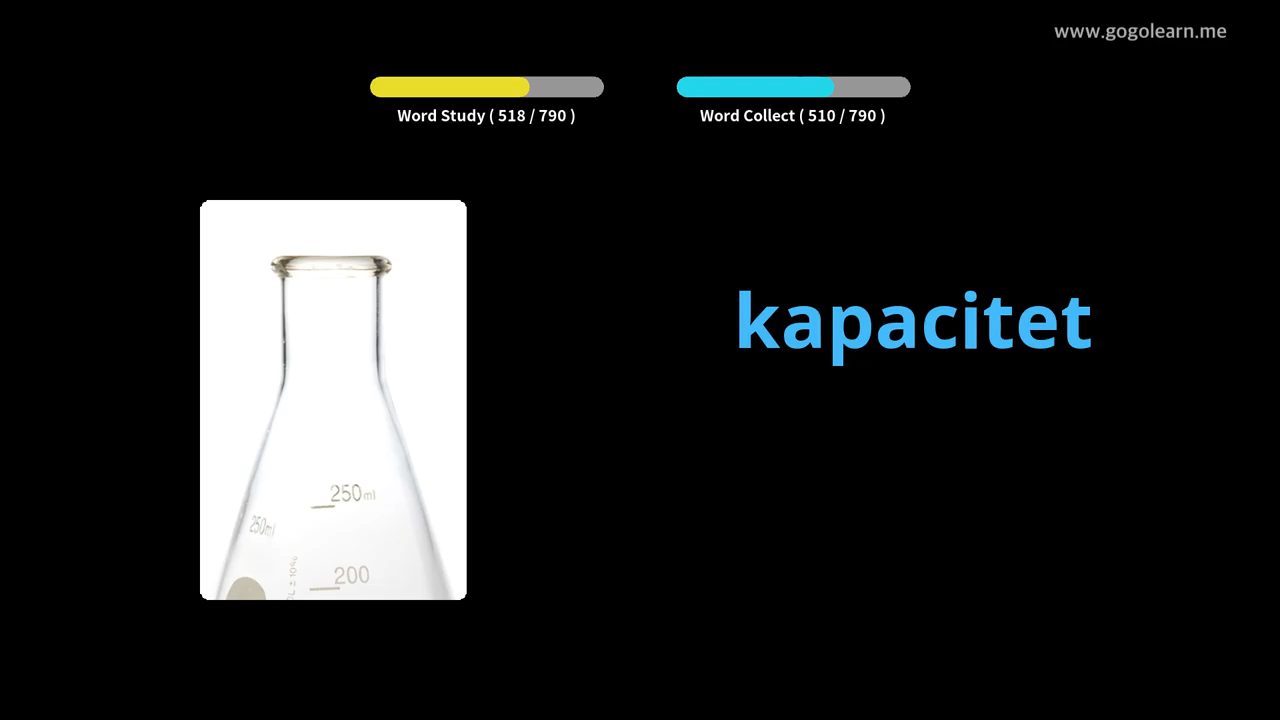 www.gogolearn.me
Word Study ( 518 / 790 )
Word Collect ( 510 / 790 )
kapacitet
250ml
250ml
200